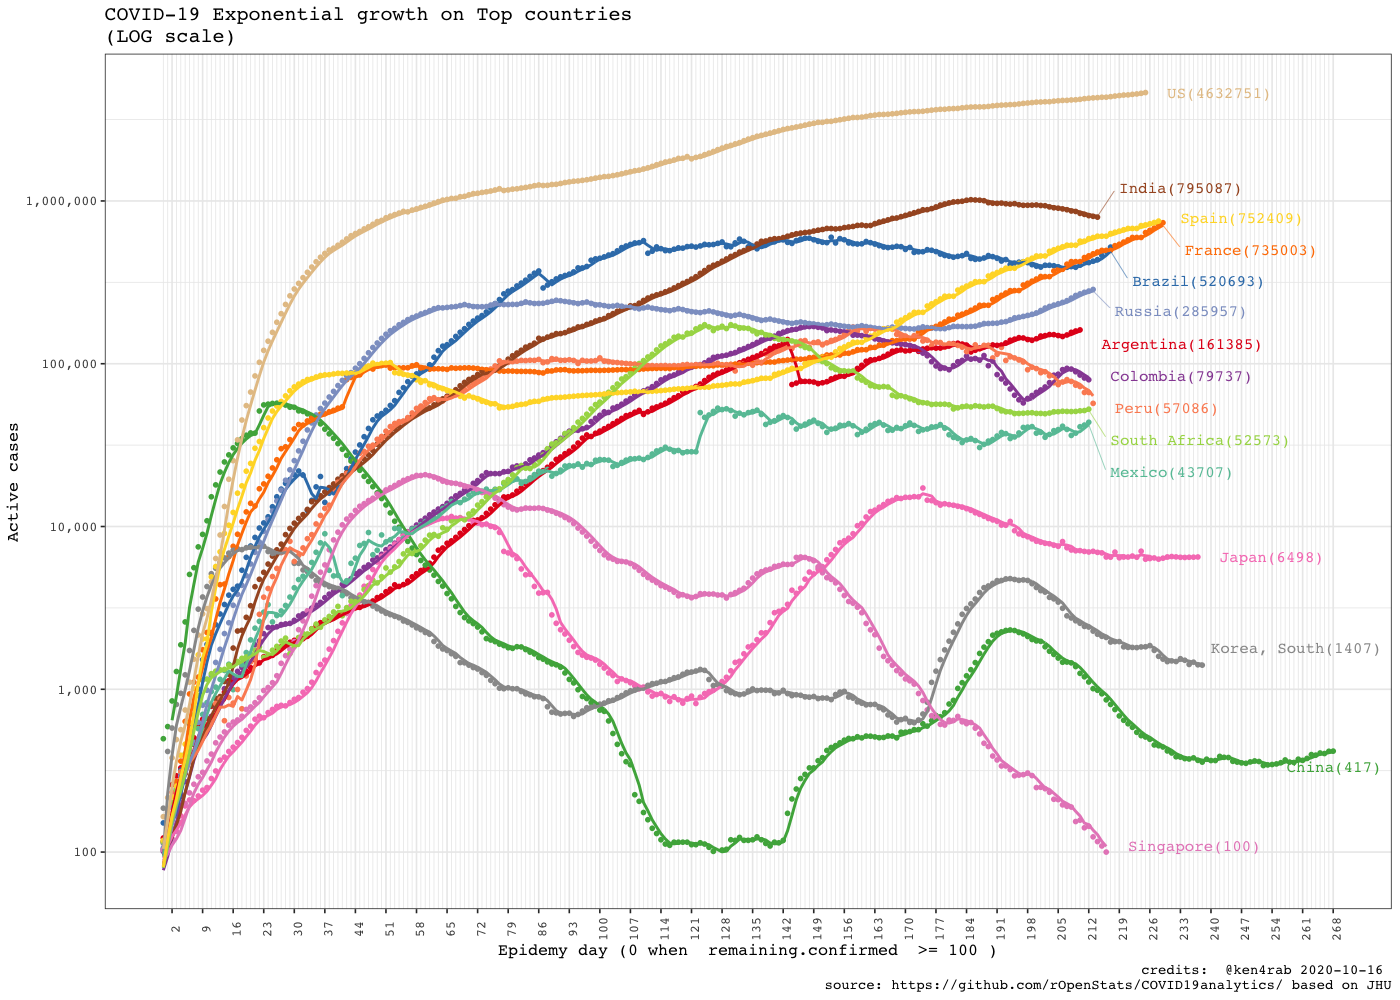 COVID-19 Exponential growth on Top countries
(LOG scale)
Active cases
1,000,000
100,000
10,000
1,000
100
US(4632751)
India(795087)
Spain(752409)
France(735003)
Brazil(520693)
Russia(285957)
Argentina(161385)
Colombia(79737)
Peru(57086)
South Africa(52573)
Mexico(43707)
Japan(6498)
Korea, South(1407)
China(417)
Singapore(100)
2 9 16 23 30 37 44 51 58 65 72 79 86 93 100 107 114 121 128 135 142 149 156 163 170 177 184 191 198 205 212 219 226 233 240 247 254 261 268
Epidemy day (0 when  remaining.confirmed  >= 100 )
credits:  @ken4rab 2020-10-16
source: https://github.com/rOpenStats/COVID19analytics/ based on JHU